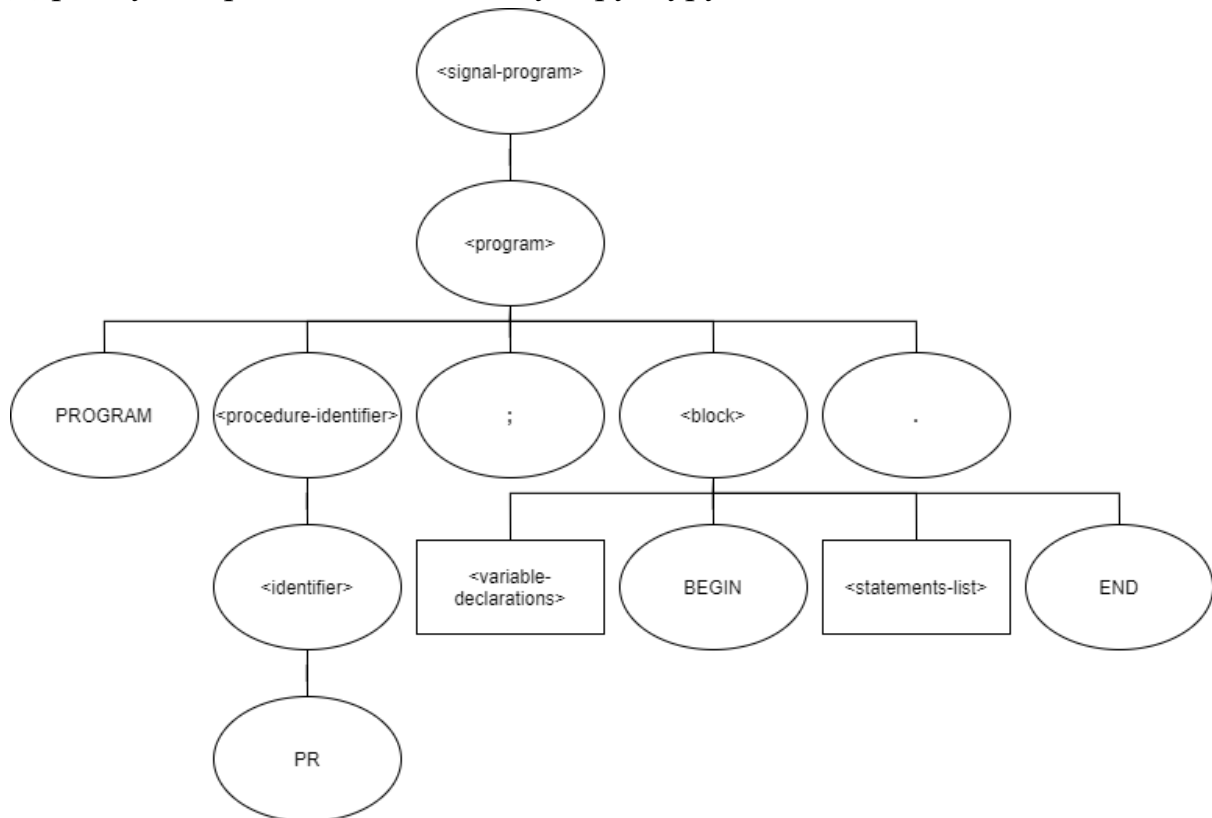 <signal-program>
<program>
PROGRAM
<procedure-identifier>
;
<block>
.
<identifier>
<variable-
declarations>
BEGIN
<statements-list>
END
PR